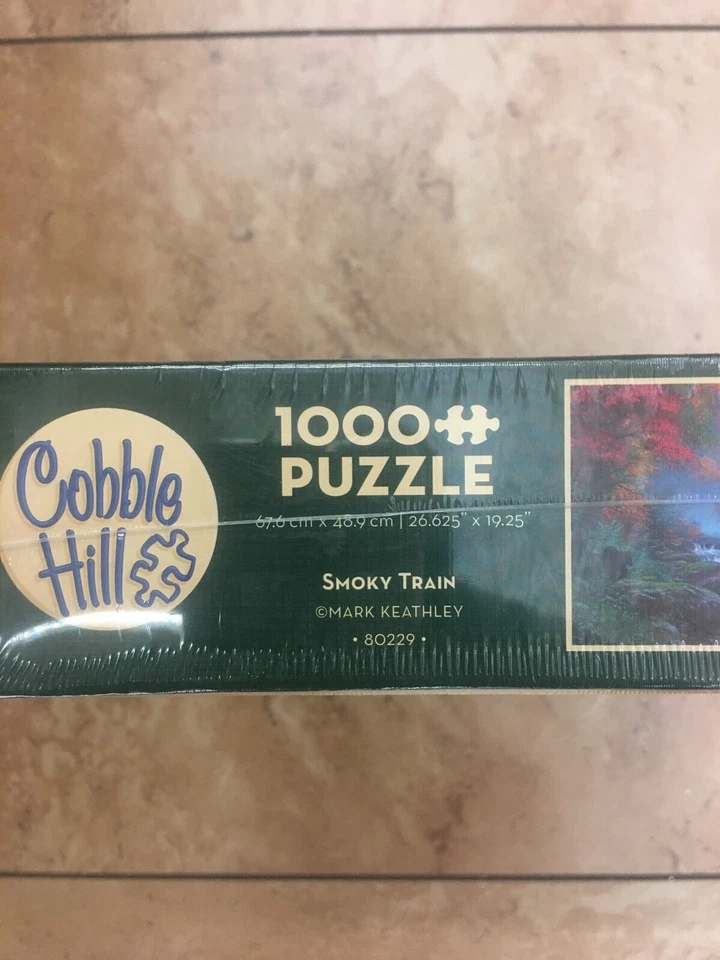 Cobble
Hill
1000
PUZZLE
67.6 cm x 48.9 cm | 26.625" x 19.25"
SMOKY TRAIN
©MARK KEATHLEY
• 80229 •